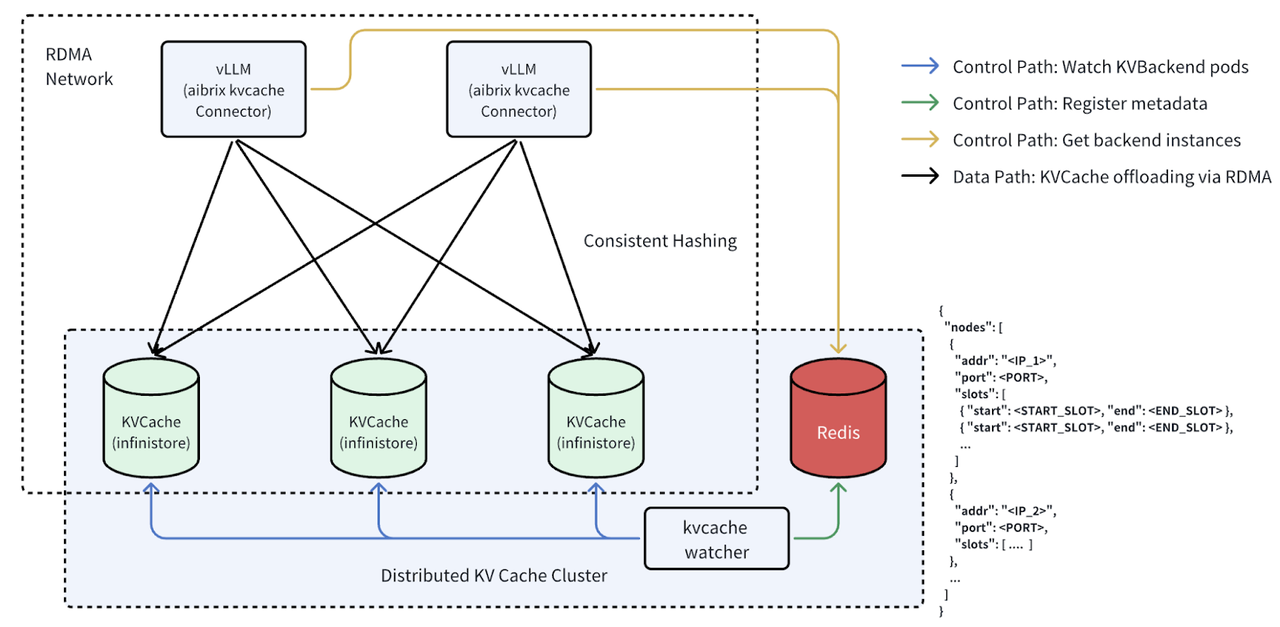 RDMA
Network
vLLM
(aibrix kvcache
Connector)
vLLM
(aibrix kvcache
Connector)
Control Path: Watch KVBackend pods
Control Path: Register metadata
Control Path: Get backend instances
Data Path: KVCache offloading via RDMA
Consistent Hashing
KVCache
(infinistore)
KVCache
(infinistore)
KVCache
(infinistore)
Redis
kvcache
watcher
Distributed KV Cache Cluster
{
"nodes": [
{
"addr": "<IP_1>",
"port": <PORT>,
"slots": [
{ "start": <START_SLOT>, "end": <END_SLOT> },
{ "start": <START_SLOT>, "end": <END_SLOT> },
...
]
},
{
"addr": "<IP_2>",
"port": <PORT>,
"slots": [ .... ]
},
...
]
}